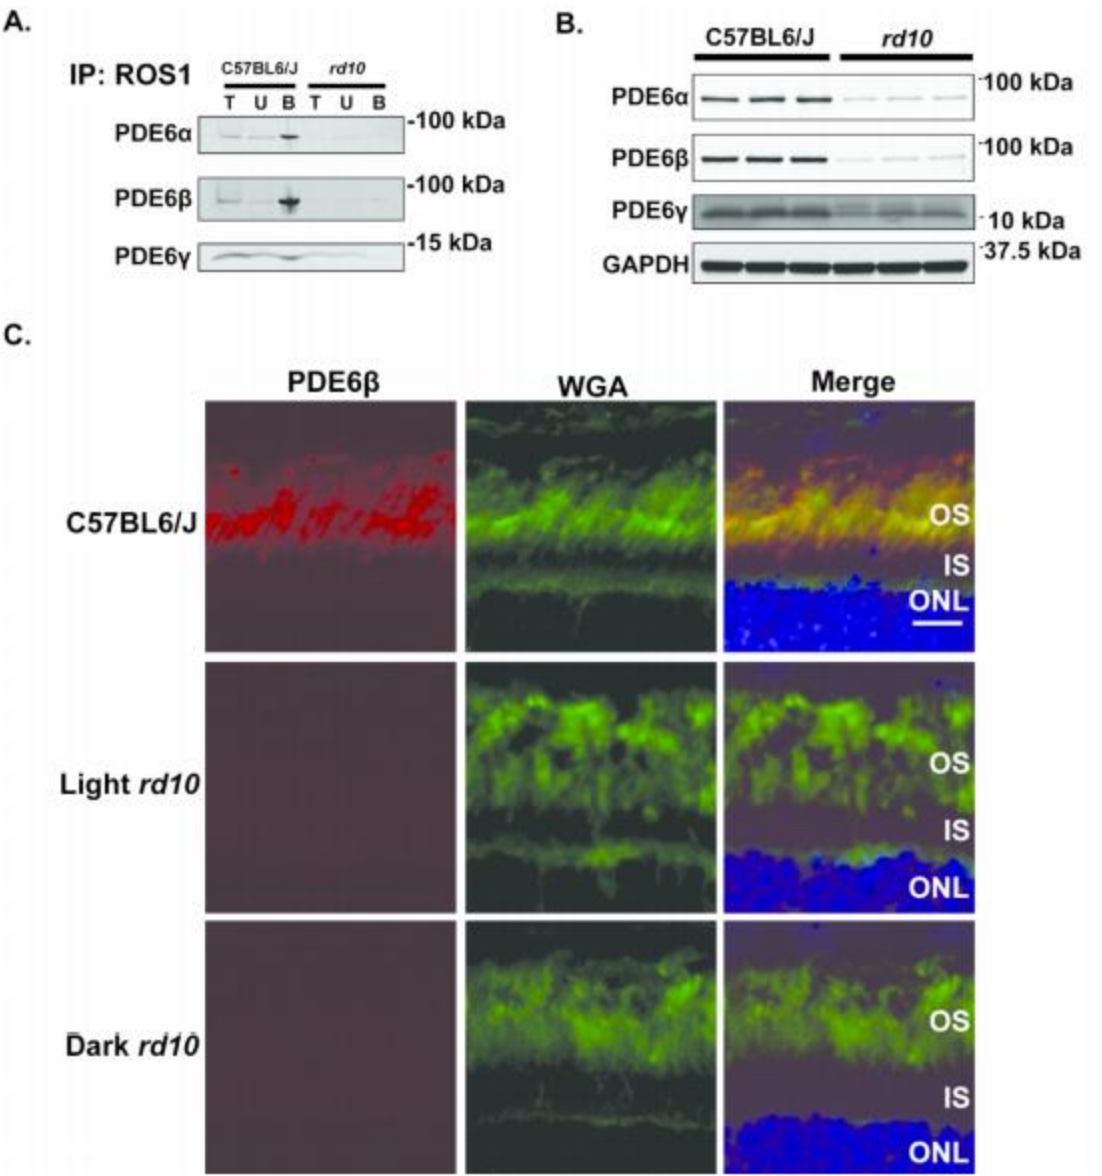 A.
IP: ROS1
C57BL6/J rd10
T U B T U B
PDE6α -100 kDa
PDE6β -100 kDa
PDE6γ -15 kDa
B.
C57BL6/J rd10
PDE6α -100 kDa
PDE6β -100 kDa
PDE6γ -10 kDa
GAPDH -37.5 kDa
C.
PDE6β WGA Merge
C57BL6/J
OS
IS
ONL
Light rd10
OS
IS
ONL
Dark rd10
OS
IS
ONL